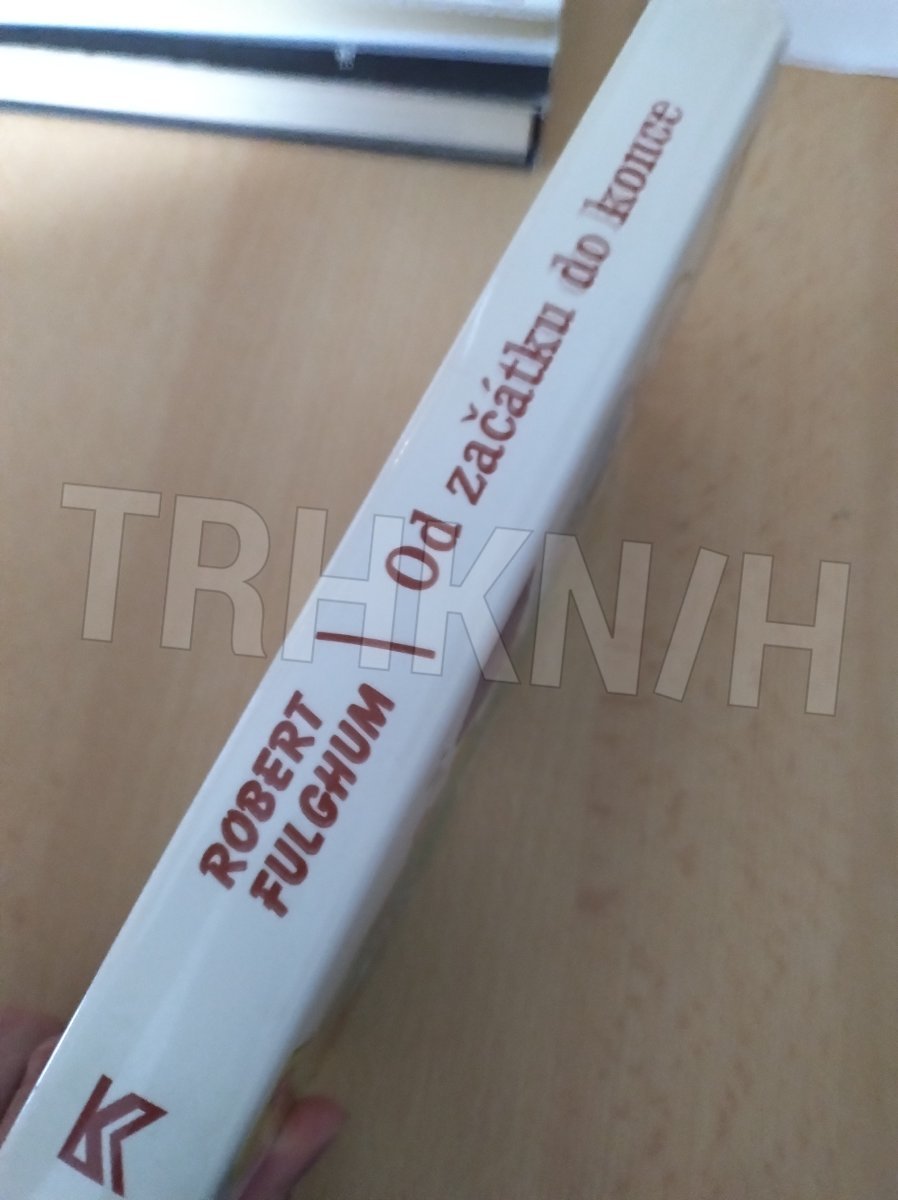 ROBERT
FULGHUM
Od začátku do konce
K
TRHKNIH